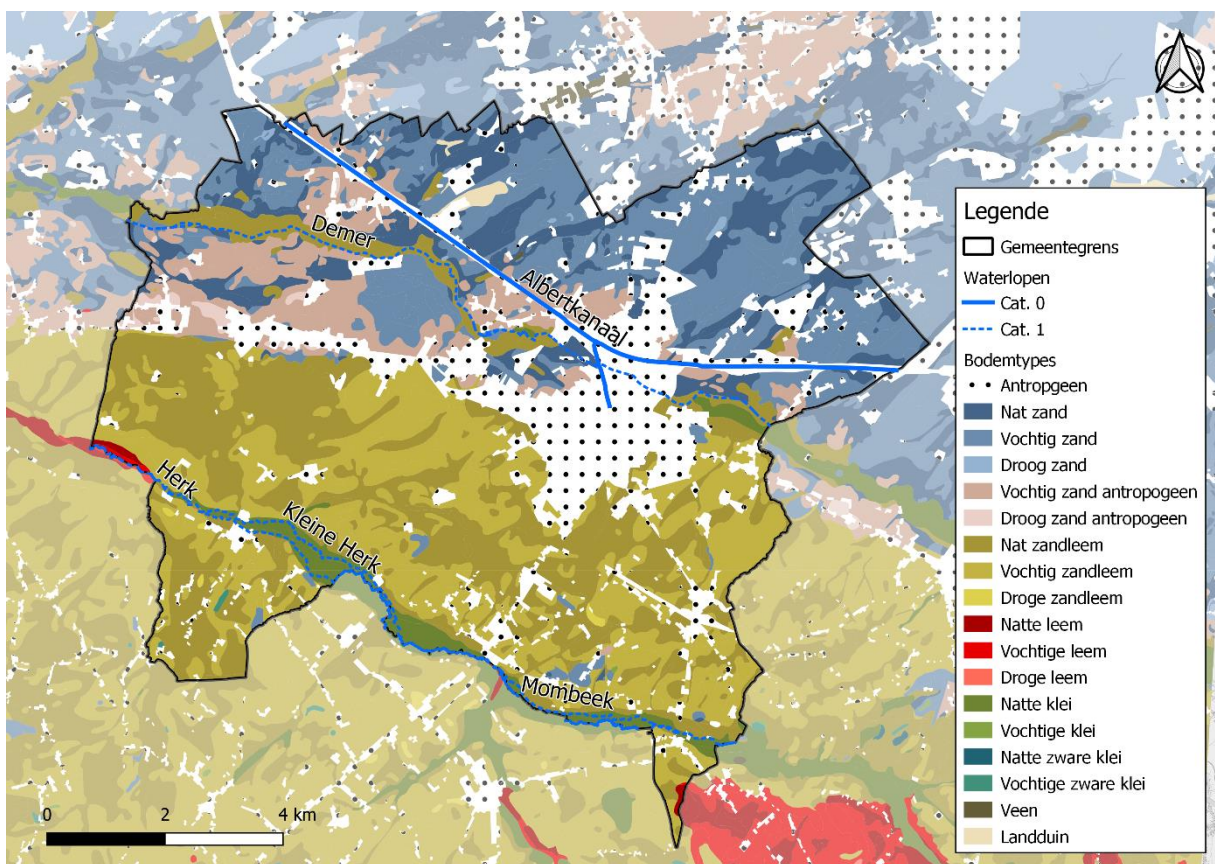 Demer
Albertkanaal
Herk
Kleine Herk
Mombeek
0 2 4 km
Legende
Gemeentegrens
Waterlopen
Cat. 0
Cat. 1
Bodemtypes
Antropgeen
Nat zand
Vochtig zand
Droog zand
Vochtig zand antropogeen
Droog zand antropogeen
Nat zandleem
Vochtig zandleem
Droge zandleem
Natte leem
Vochtige leem
Droge leem
Natte klei
Vochtige klei
Natte zware klei
Vochtige zware klei
Veen
Landduin